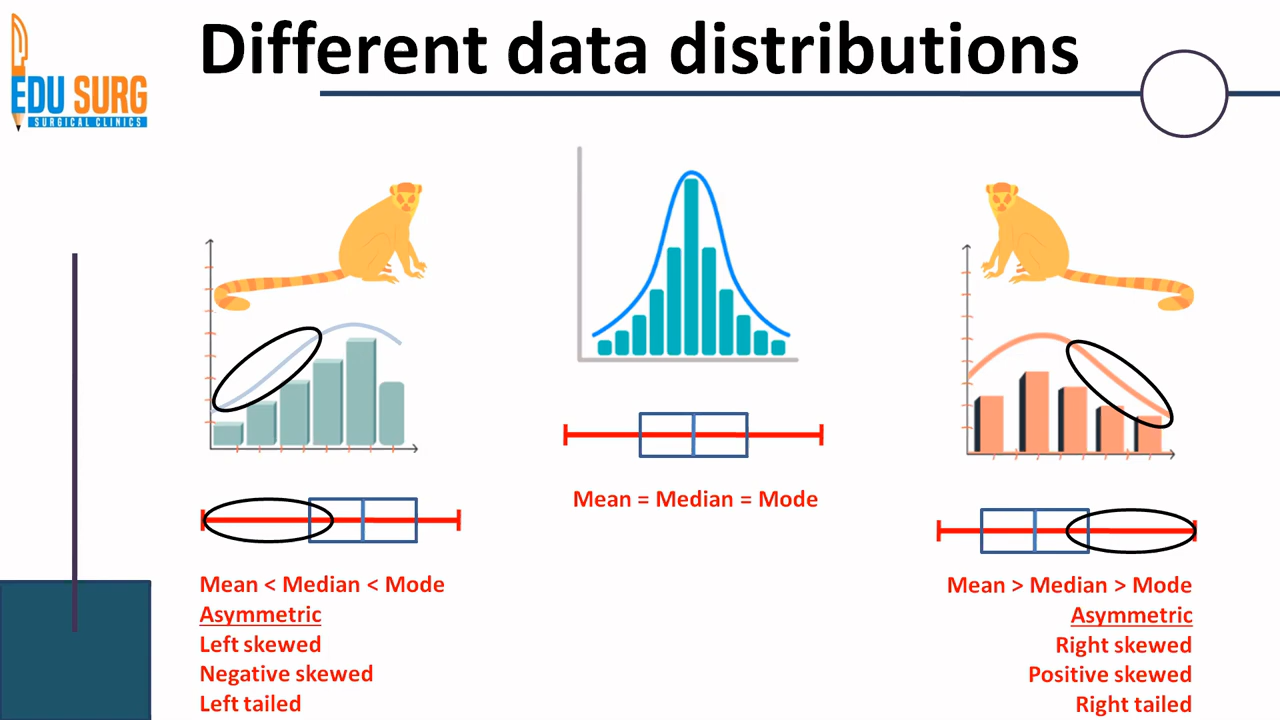 Different data distributions
EDU SURG
SURGICAL CLINICS
Mean < Median < Mode
Asymmetric
Left skewed
Negative skewed
Left tailed
Mean = Median = Mode
Mean > Median > Mode
Asymmetric
Right skewed
Positive skewed
Right tailed